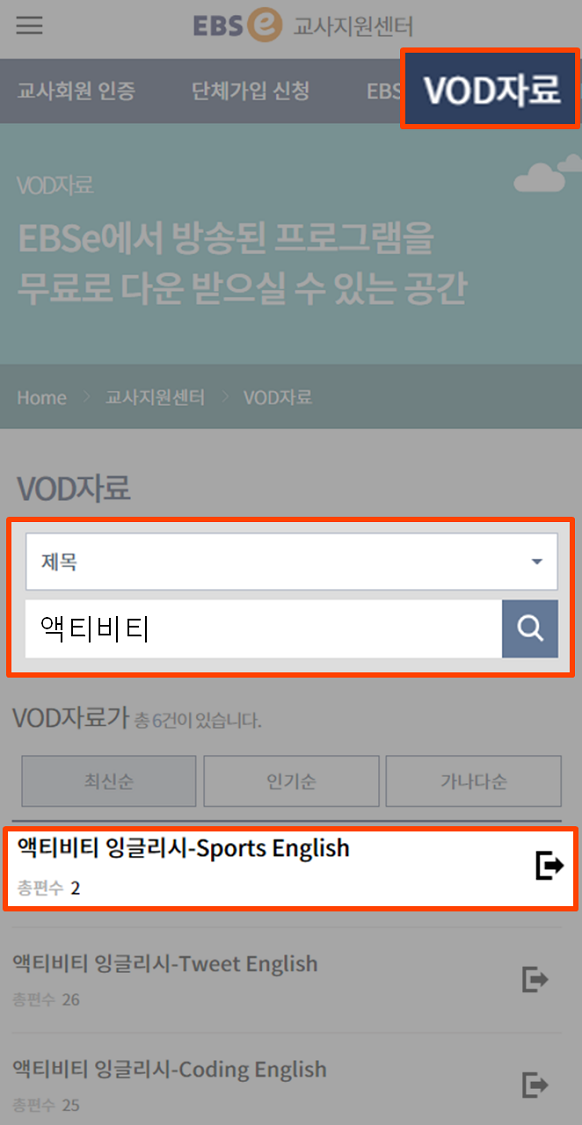 EBS e 교사지원센터
교사회원 인증 단체가입 신청 EBS VOD자료
VOD자료
EBSe에서 방송된 프로그램을
무료로 다운 받으실 수 있는 공간
Home > 교사지원센터 > VOD자료
VOD자료
제목
액티비티
VOD자료가 총 6건이 있습니다.
최신순 인기순 가나다순
액티비티 잉글리시-Sports English
총편수 2
액티비티 잉글리시-Tweet English
총편수 26
액티비티 잉글리시-Coding English
총편수 25